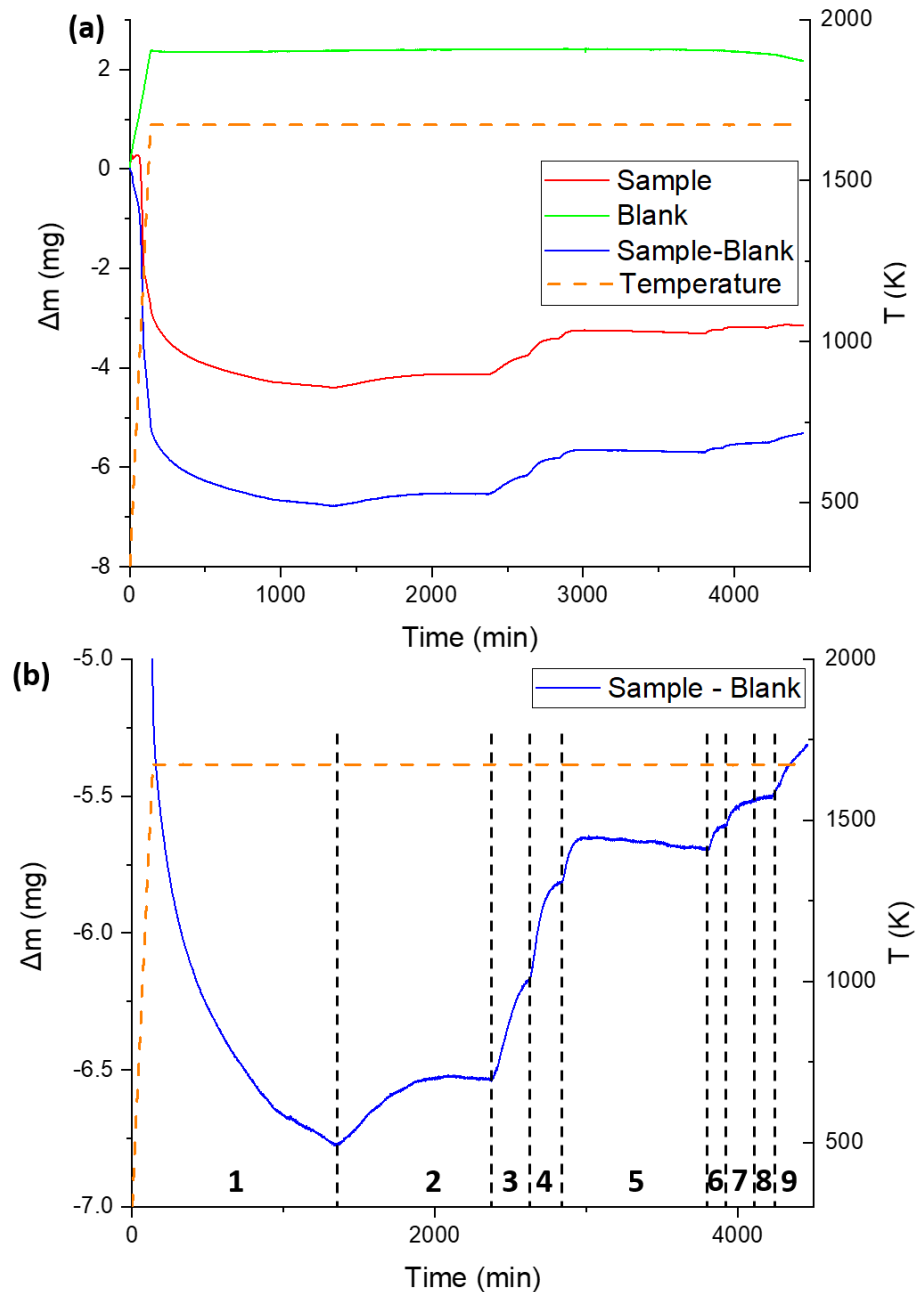 (a)
2000
1500
1000
500
2
0
-2
-4
-6
-8
Δm (mg)
T (K)
Sample
Blank
Sample-Blank
Temperature
0
1000
2000
3000
4000
Time (min)
(b)
-5.0
-5.5
-6.0
-6.5
-7.0
Δm (mg)
Sample - Blank
2000
1500
1000
500
T (K)
1 2 3 4 5 6 7 8 9
0
2000
4000
Time (min)